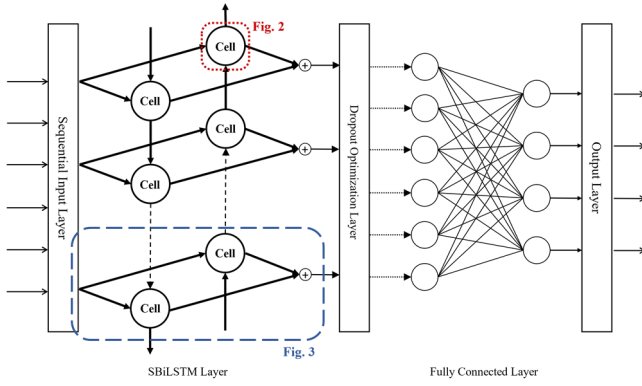 Fig. 2
Cell
Cell
Cell
Cell
Cell
Cell
Fig. 3
Sequential Input Layer
Dropout Optimization Layer
Output Layer
SBiLSTM Layer
Fully Connected Layer